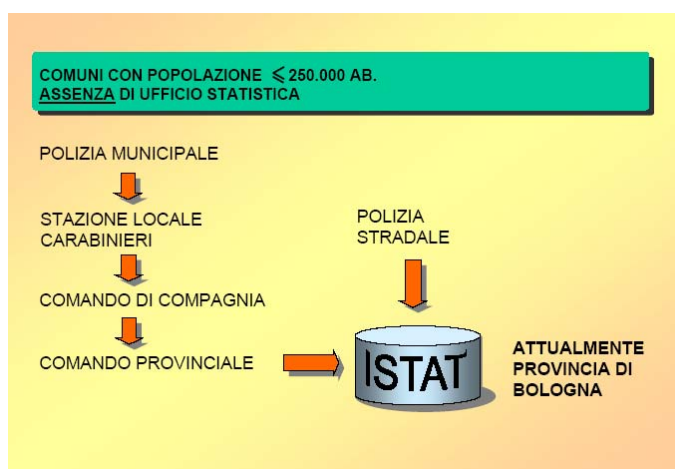 COMUNI CON POPOLAZIONE ⩽ 250.000 AB.
ASSENZA DI UFFICIO STATISTICA
POLIZIA MUNICIPALE
STAZIONE LOCALE
CARABINIERI
COMANDO DI COMPAGNIA
COMANDO PROVINCIALE
POLIZIA
STRADALE
ISTAT
ATTUALMENTE
PROVINCIA DI
BOLOGNA